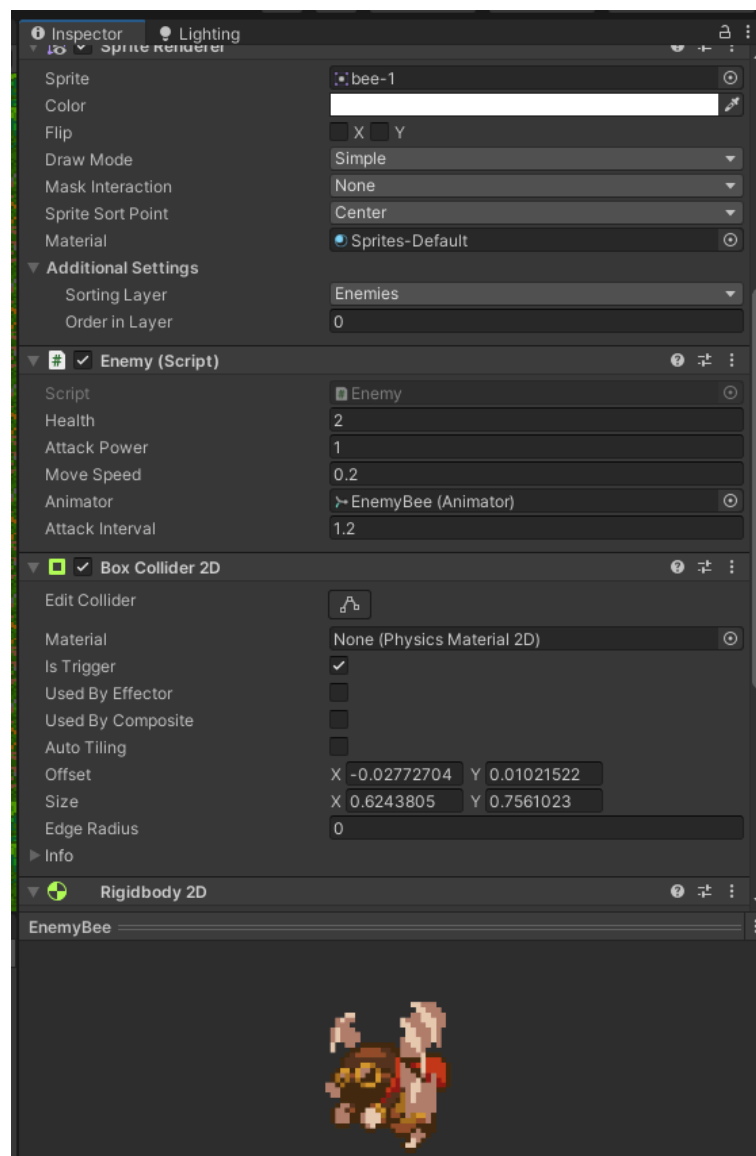 Inspector Lighting
Sprite Renderer
Sprite bee-1
Color
Flip X Y
Draw Mode Simple
Mask Interaction None
Sprite Sort Point Center
Material Sprites-Default
Additional Settings
Sorting Layer Enemies
Order in Layer 0
# Enemy (Script)
Script Enemy
Health 2
Attack Power 1
Move Speed 0.2
Animator EnemyBee (Animator)
Attack Interval 1.2
Box Collider 2D
Edit Collider
Material None (Physics Material 2D)
Is Trigger
Used By Effector
Used By Composite
Auto Tiling
Offset X -0.02772704 Y 0.01021522
Size X 0.6243805 Y 0.7561023
Edge Radius 0
Info
Rigidbody 2D
EnemyBee